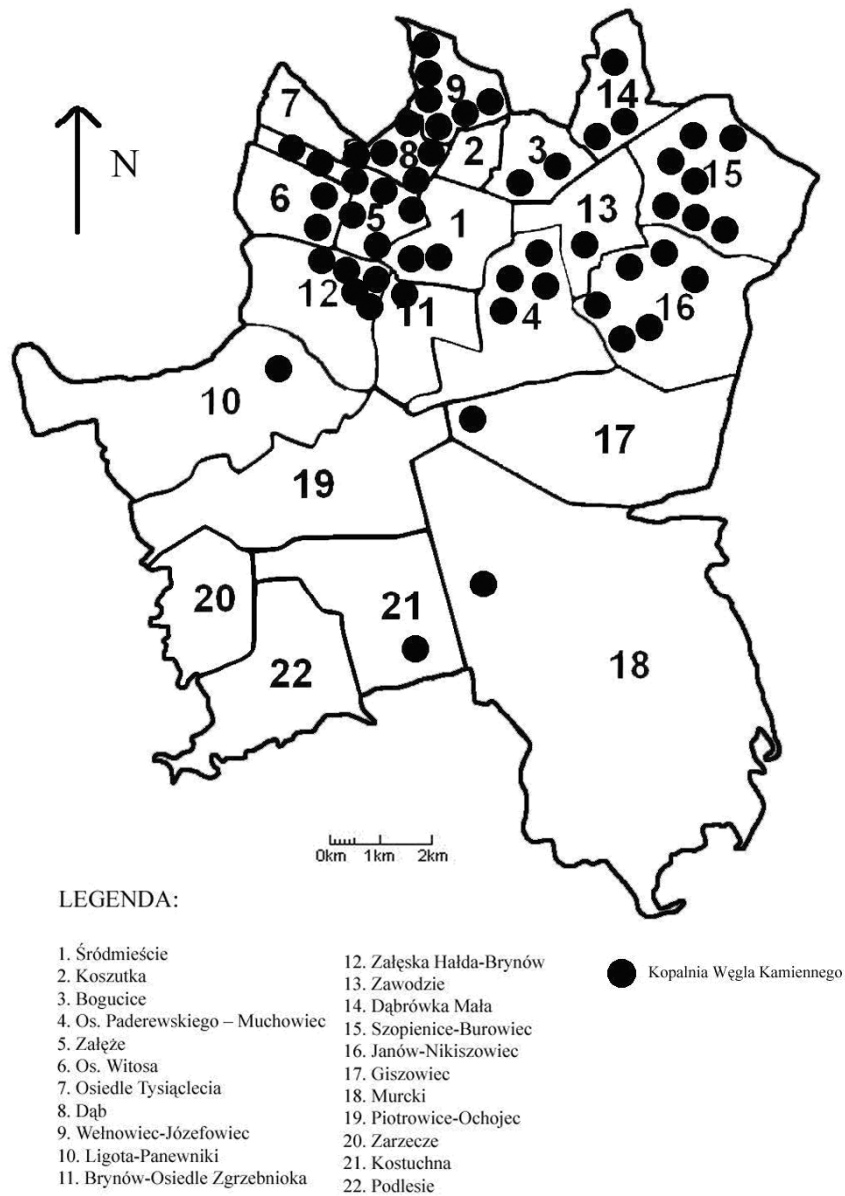 N
7
9
14
8
2
3
15
6
5
1
13
12
11
4
16
10
17
19
20
21
22
18
0km 1km 2km
LEGENDA:
1. Śródmieście
2. Koszutka
3. Bogucice
4. Os. Paderewskiego – Muchowiec
5. Załęże
6. Os. Witosa
7. Osiedle Tysiąclecia
8. Dąb
9. Wełnowiec-Józefowiec
10. Ligota-Panewniki
11. Brynów-Osiedle Zgrzebnioka
12. Załęska Hałda-Brynów
13. Zawodzie
14. Dąbrówka Mała
15. Szopienice-Burowiec
16. Janów-Nikiszowiec
17. Giszowiec
18. Murcki
19. Piotrowice-Ochojec
20. Zarzecze
21. Kostuchna
22. Podlesie
Kopalnia Węgla Kamiennego